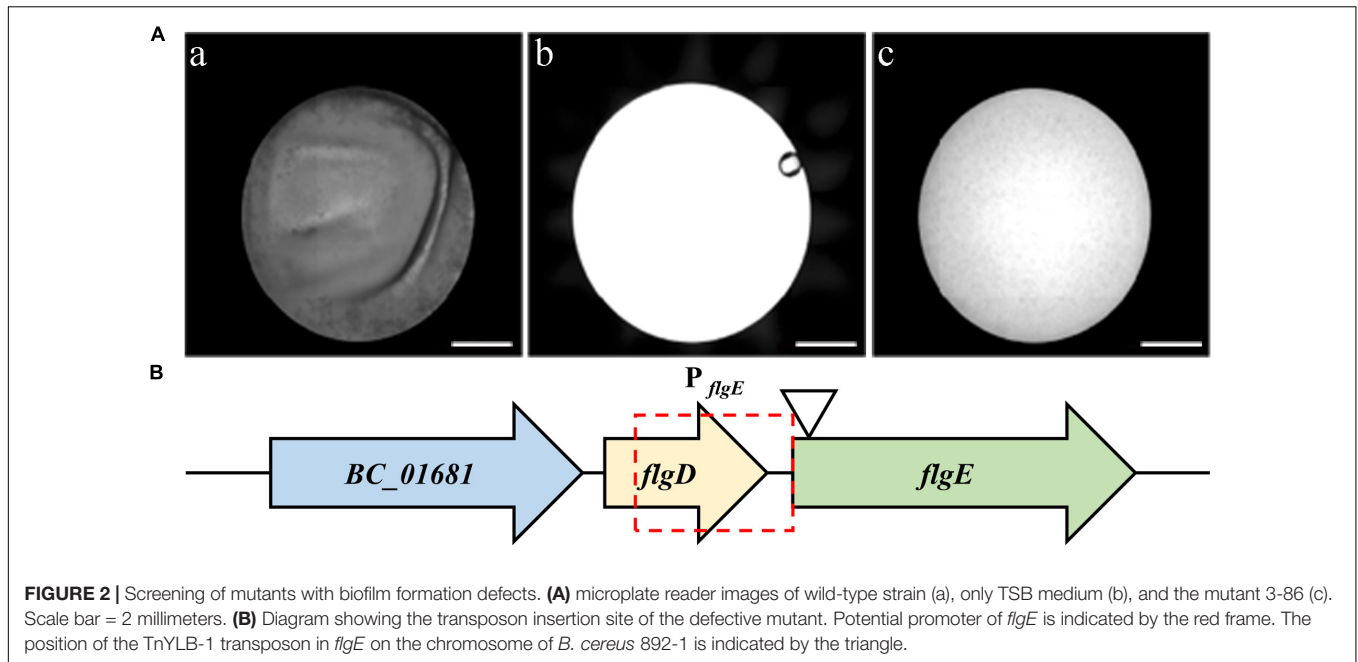 A
a
b
c
B
P flgE
BC_01681
flgD
flgE
FIGURE 2 | Screening of mutants with biofilm formation defects. (A) microplate reader images of wild-type strain (a), only TSB medium (b), and the mutant 3-86 (c).
Scale bar = 2 millimeters. (B) Diagram showing the transposon insertion site of the defective mutant. Potential promoter of flgE is indicated by the red frame. The
position of the TnYLB-1 transposon in flgE on the chromosome of B. cereus 892-1 is indicated by the triangle.